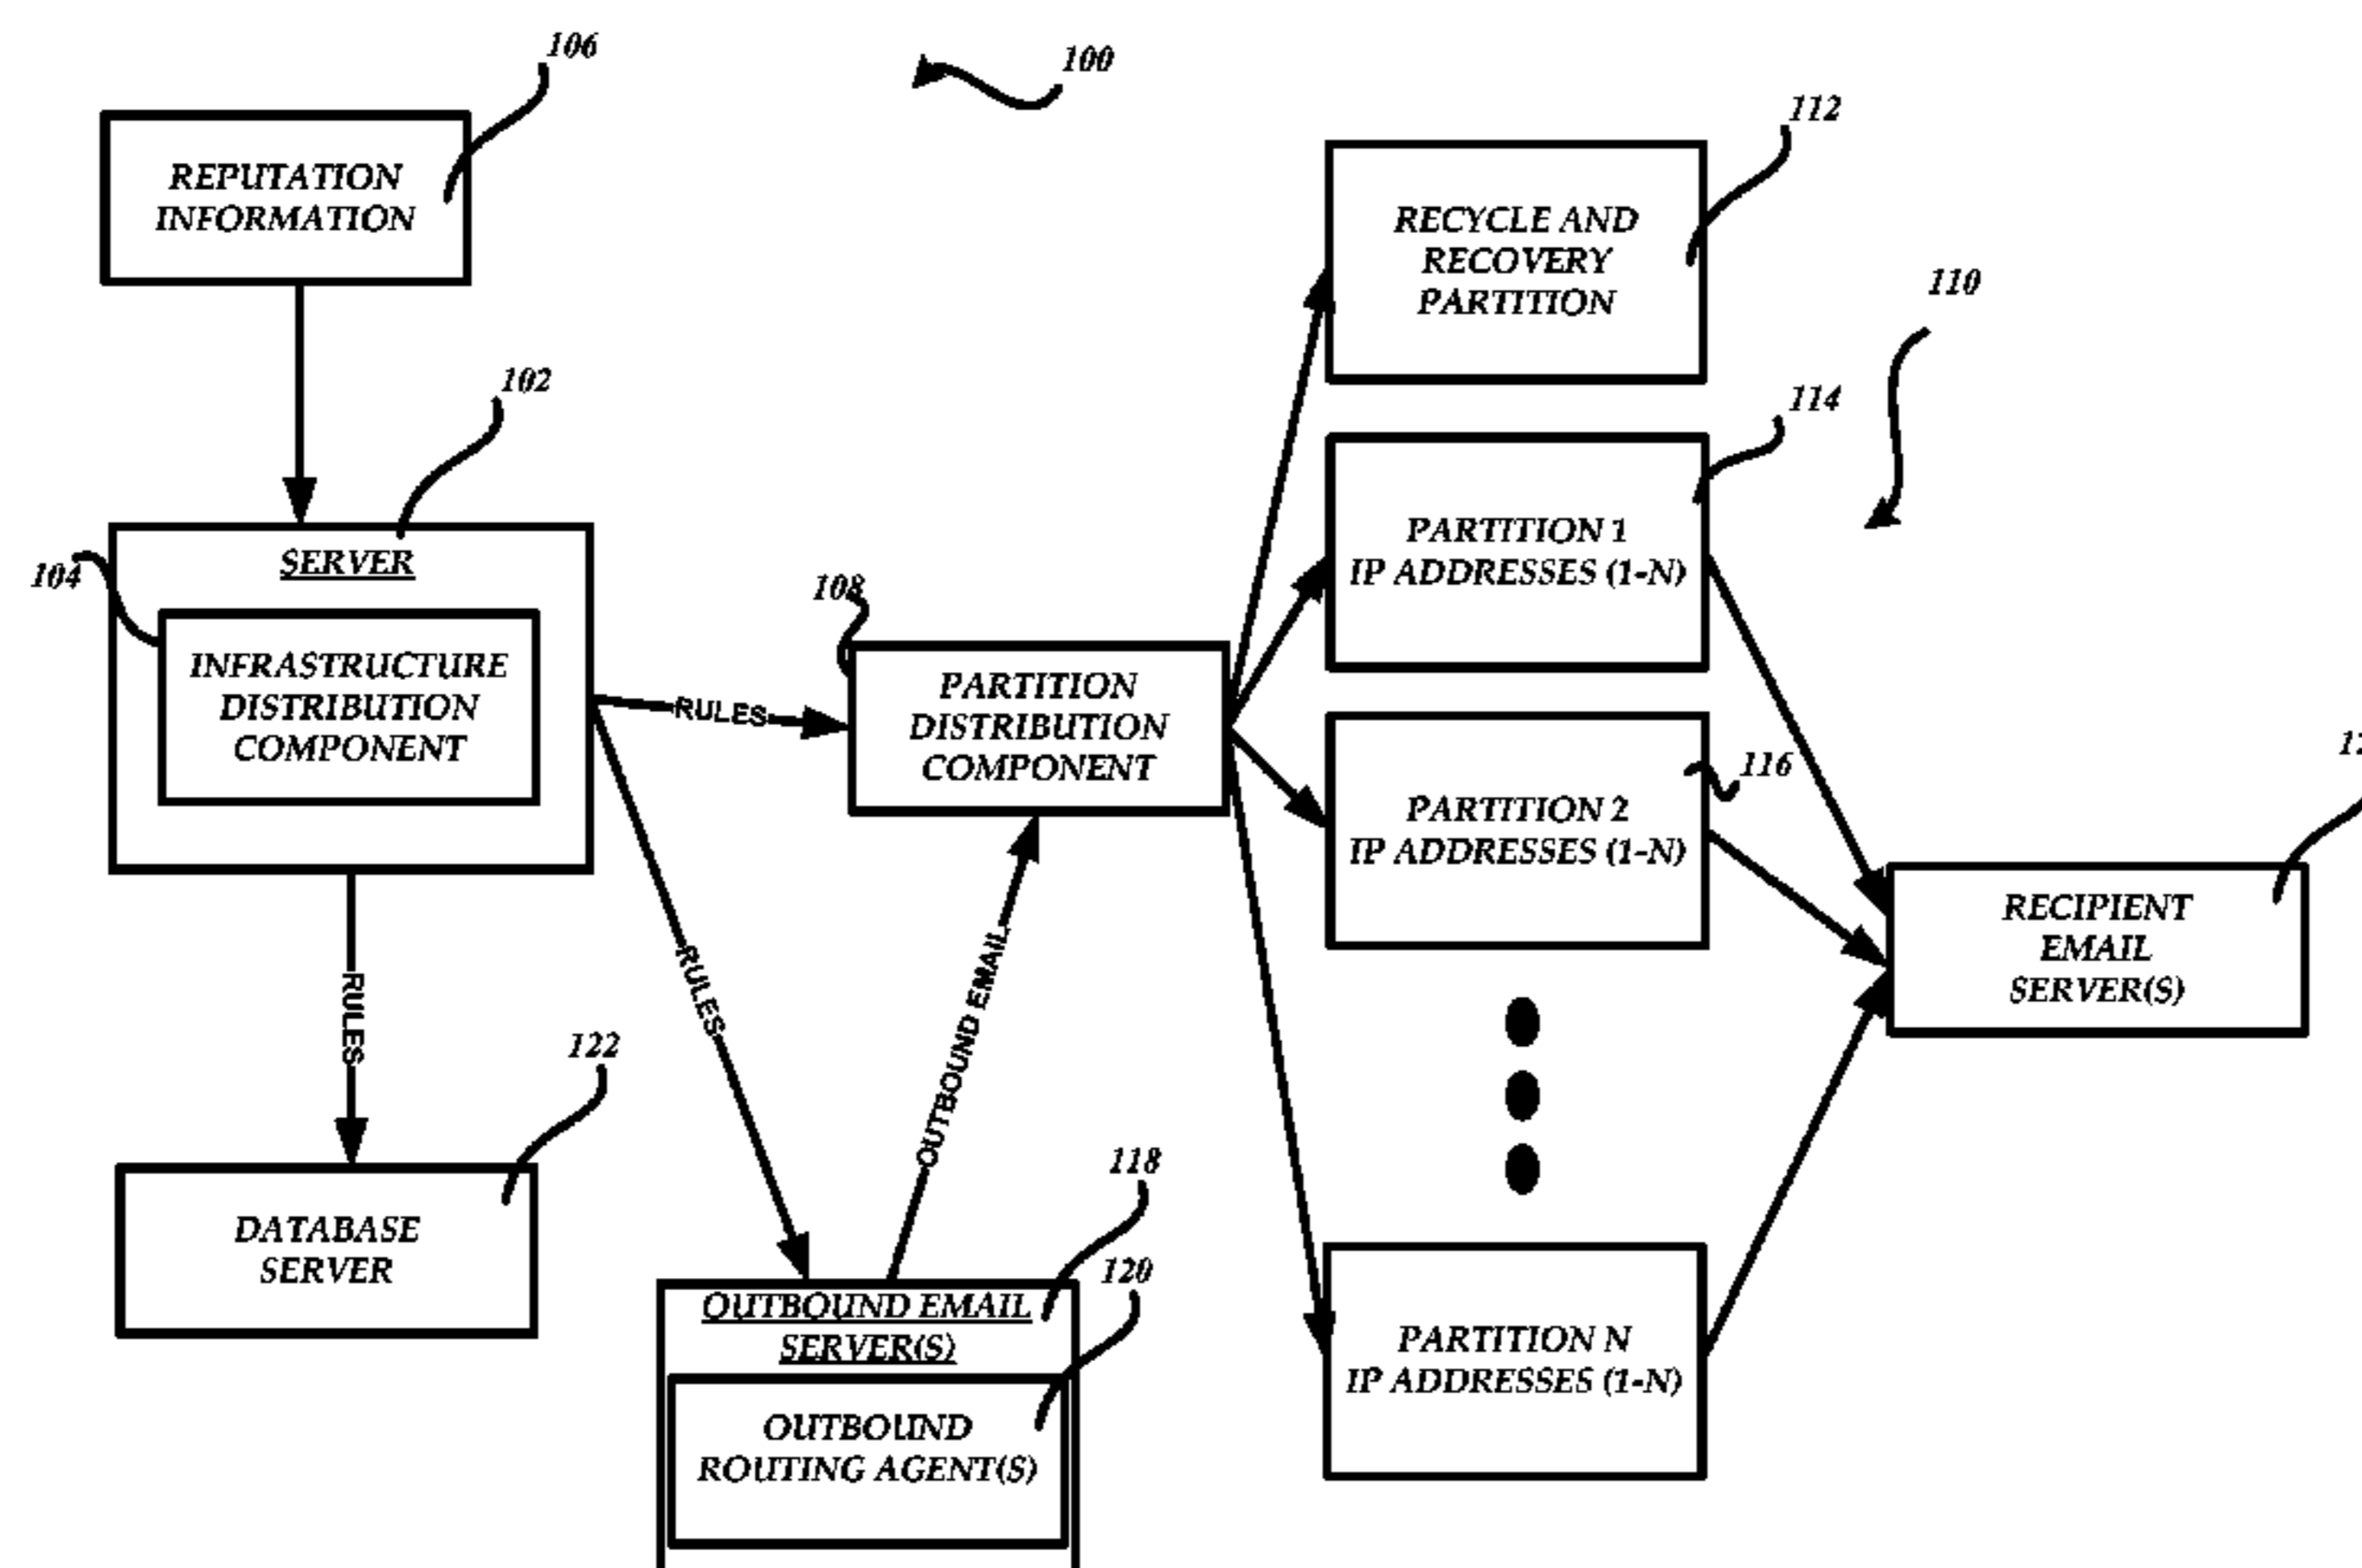 106
100
112
REPUTATION
INFORMATION
RECYCLE AND
RECOVERY
PARTITION
110
102
114
SERVER
104
INFRASTRUCTURE
DISTRIBUTION
COMPONENT
RULES
108
PARTITION
DISTRIBUTION
COMPONENT
PARTITION 1
IP ADDRESSES (1-N)
116
PARTITION 2
IP ADDRESSES (1-N)
RECIPIENT
EMAIL
SERVER(S)
RULES
RULES
OUTBOUND EMAIL
122
DATABASE
SERVER
118
120
OUTBOUND EMAIL
SERVER(S)
OUTBOUND
ROUTING AGENT(S)
PARTITION N
IP ADDRESSES (1-N)